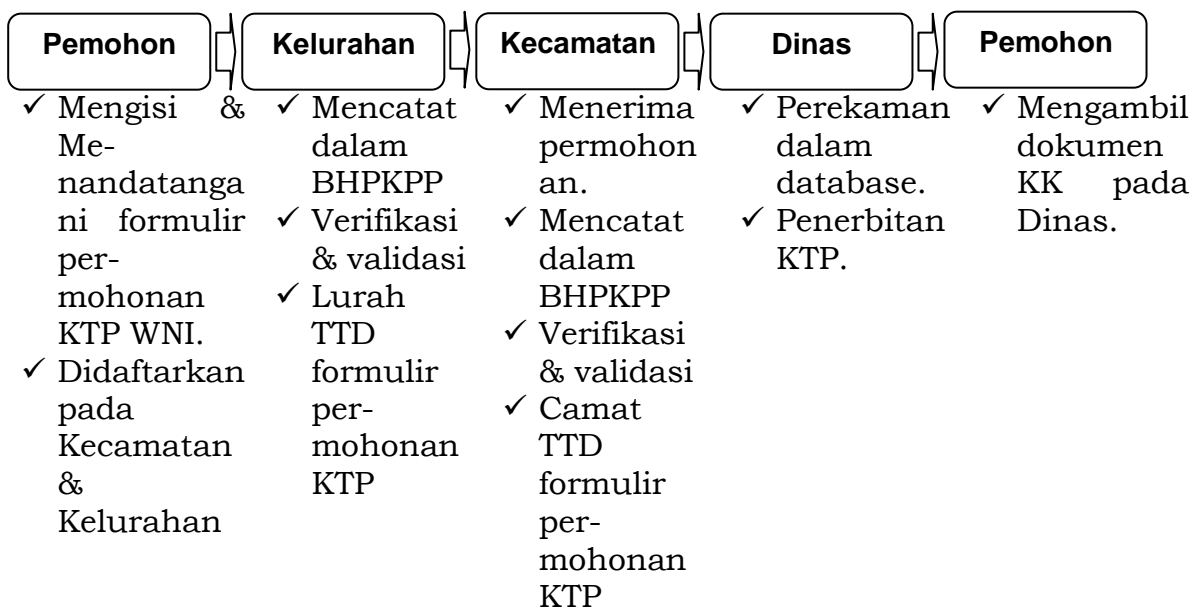 Pemohon
Kelurahan
Kecamatan
Dinas
Pemohon
✓ Mengisi &
Me-
nandatanga
ni formulir
per-
mohonan
KTP WNI.
✓ Didaftarkan
pada
Kecamatan
&
Kelurahan
✓ Mencatat
dalam
BHPKPP
✓ Verifikasi
& validasi
✓ Lurah
TTD
formulir
per-
mohonan
KTP
✓ Menerima
permohon
an.
✓ Mencatat
dalam
BHPKPP
✓ Verifikasi
& validasi
✓ Camat
TTD
formulir
per-
mohonan
KTP
✓ Perekaman
dalam
database.
✓ Penerbitan
KTP.
✓ Mengambil
dokumen
KK pada
Dinas.